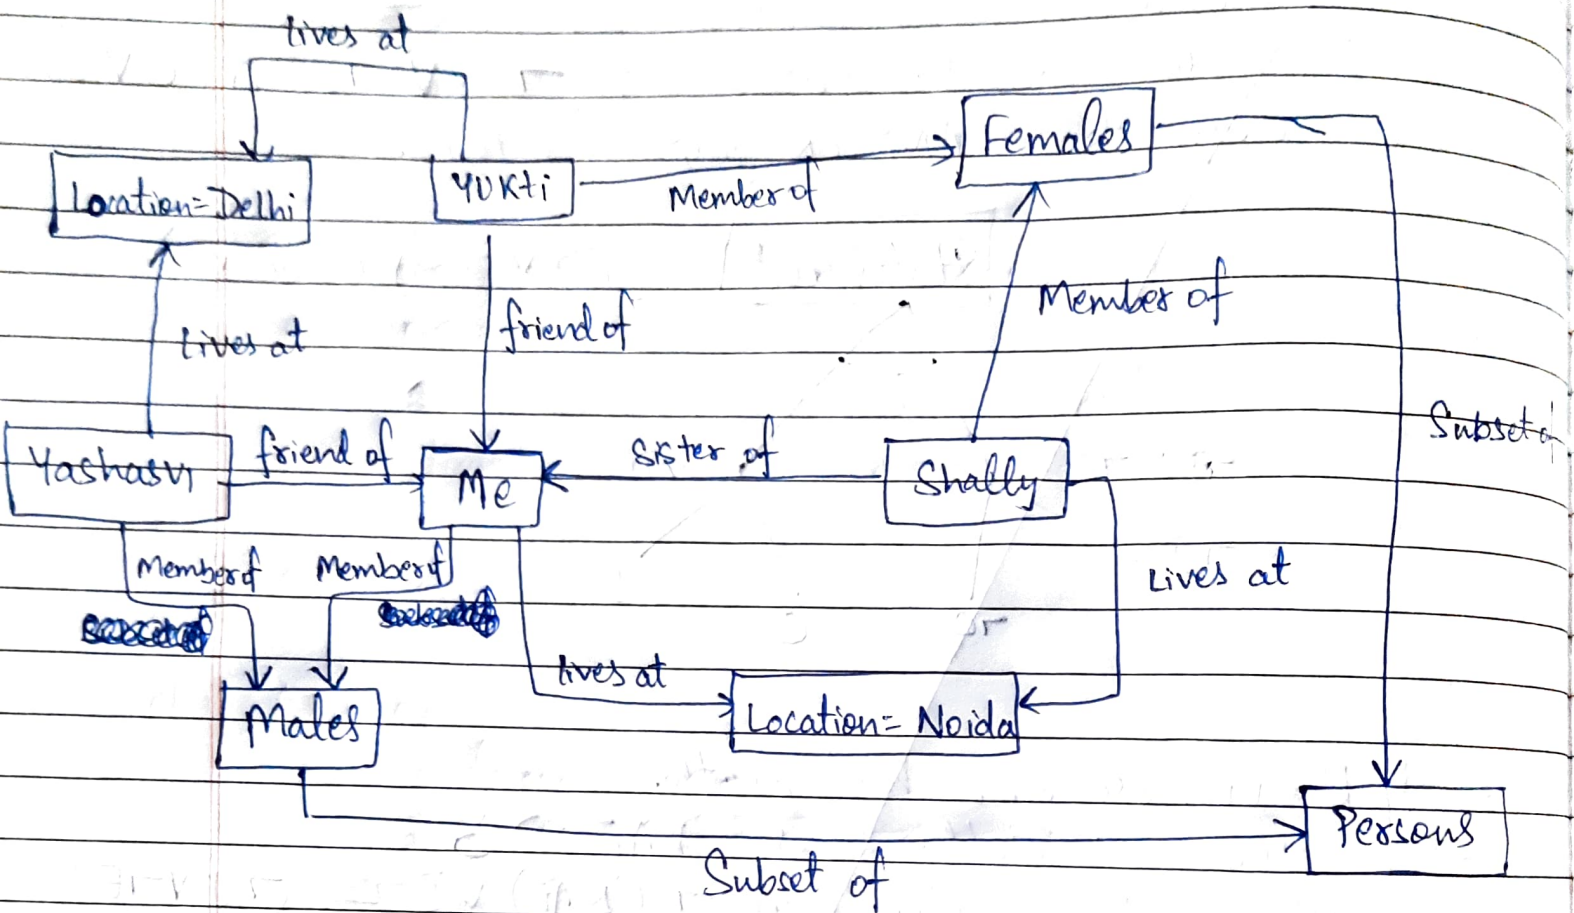 lives at
Females
Location=Delhi
Yukti
Member of
Member of
friend of
lives at
Subset
Yashasvi
friend of
Me
Sister of
Shally
Member of
Member of
Lives at
lives at
Males
Location= Noida
Persons
Subset of